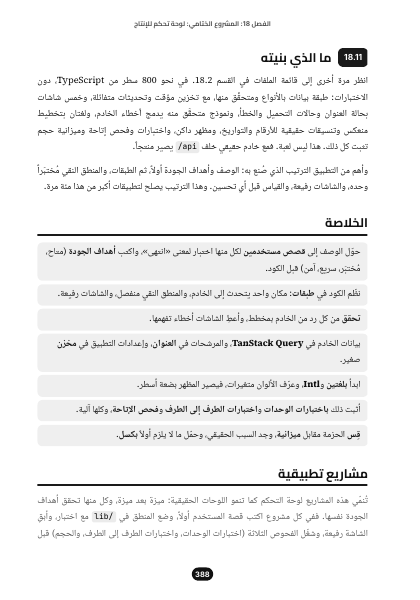 الفصل 18: المشروع الختامي: لوحة تحكم للإنتاج
18.11 ما الذي بنيته
انظر مرة أخرى إلى قائمة الملفات في القسم 18.2. في نحو 800 سطر من TypeScript، دون
الاختبارات: طبقة بيانات بالأنواع ومتحقَّق منها، مع تخزين مؤقت وتحديثات متفائلة، وخمس شاشات
بحالة العنوان وحالات التحميل والخطأ، ونموذج متحقَّق منه يدمج أخطاء الخادم، ولغتان بتخطيط
منعكس وتنسيقات حقيقية للأرقام والتواريخ، ومظهر داكن، واختبارات وفحص إتاحة وميزانية حجم
تثبت كل ذلك. هذا ليس لعبة. فمع خادم حقيقي خلف /api يصير منتجاً.
وأهم من التطبيق الترتيب الذي صُنع به: الوصف وأهداف الجودة أولاً، ثم الطبقات، والمنطق النقي مُختبَراً
وحده، والشاشات رفيعة، والقياس قبل أي تحسين. وهذا الترتيب يصلح لتطبيقات أكبر من هذا مئة مرة.
الخلاصة
حوّل الوصف إلى قصص مستخدمين لكل منها اختبار لمعنى «انتهى»، واكتب أهداف الجودة (متاح،
مُختبَر، سريع، آمن) قبل الكود.
نظّم الكود في طبقات: مكان واحد يتحدث إلى الخادم، والمنطق النقي منفصل، والشاشات رفيعة.
تحقق من كل رد من الخادم بمخطط، وأعطِ الشاشات أخطاء تفهمها.
بيانات الخادم في TanStack Query، والمرشحات في العنوان، وإعدادات التطبيق في مخزن
صغير.
ابدأ بلغتين وIntl، وعرّف الألوان متغيرات، فيصير المظهر بضعة أسطر.
أثبت ذلك باختبارات الوحدات واختبارات الطرف إلى الطرف وفحص الإتاحة، وكلها آلية.
قِس الحزمة مقابل ميزانية، وجد السبب الحقيقي، وحمّل ما لا يلزم أولاً بكسل.
مشاريع تطبيقية
تُنمّي هذه المشاريع لوحة التحكم كما تنمو اللوحات الحقيقية: ميزة بعد ميزة، وكل منها تحقق أهداف
الجودة نفسها. ففي كل مشروع اكتب قصة المستخدم أولاً، وضع المنطق في lib/ مع اختبار، وأبقِ
الشاشة رفيعة، وشغّل الفحوص الثلاثة (اختبارات الوحدات، واختبارات الطرف إلى الطرف، والحجم) قبل
388